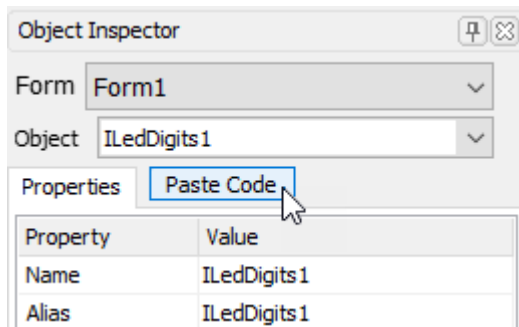 Object Inspector
Form Form1
Object ILedDigits1
Properties Paste Code
Property Value
Name ILedDigits1
Alias ILedDigits1